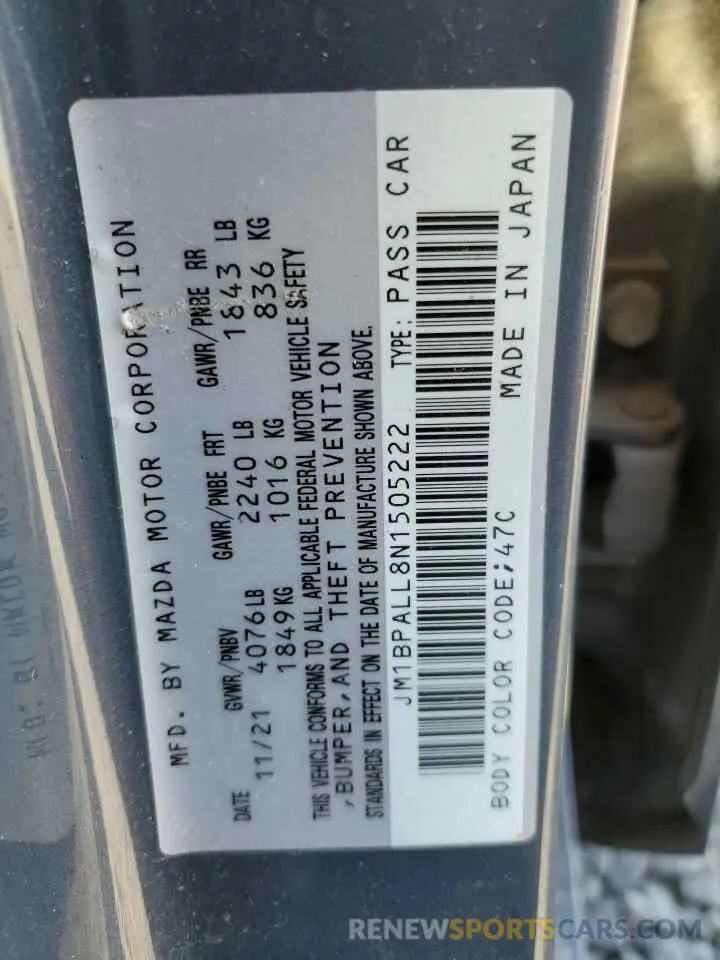 MFD. BY MAZDA MOTOR CORPORATION
DATE GVWR/PNBV GAWR/PNBE FRT GAWR/PNBE RR
11/21 4076LB 2240 LB 1843 LB
1849KG 1016 KG 836 KG
THIS VEHICLE CONFORMS TO ALL APPLICABLE FEDERAL MOTOR VEHICLE SAFETY
,BUMPER,AND THEFT PREVENTION
STANDARDS IN EFFECT ON THE DATE OF MANUFACTURE SHOWN ABOVE.
JM1BPALL8N1505222 TYPE: PASS CAR
BODY COLOR CODE;47C MADE IN JAPAN
RENEWSPORTSCARS.COM